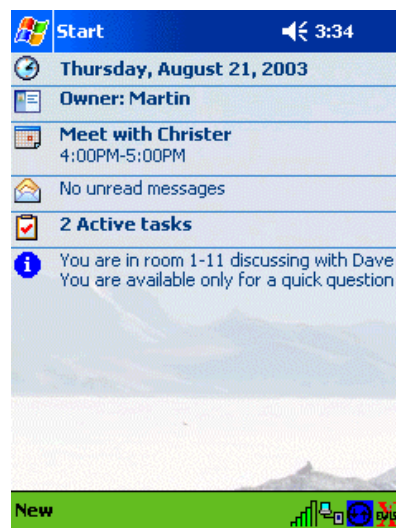 Start 3:34
Thursday, August 21, 2003
Owner: Martin
Meet with Christer
4:00PM-5:00PM
No unread messages
2 Active tasks
You are in room 1-11 discussing with Dave
You are available only for a quick question
New